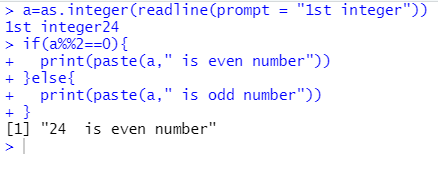 > a=as.integer(readline(prompt = "1st integer"))
1st integer24
> if(a%%2==0){
+   print(paste(a," is even number"))
+ }else{
+   print(paste(a," is odd number"))
+ }
[1] "24  is even number"
>